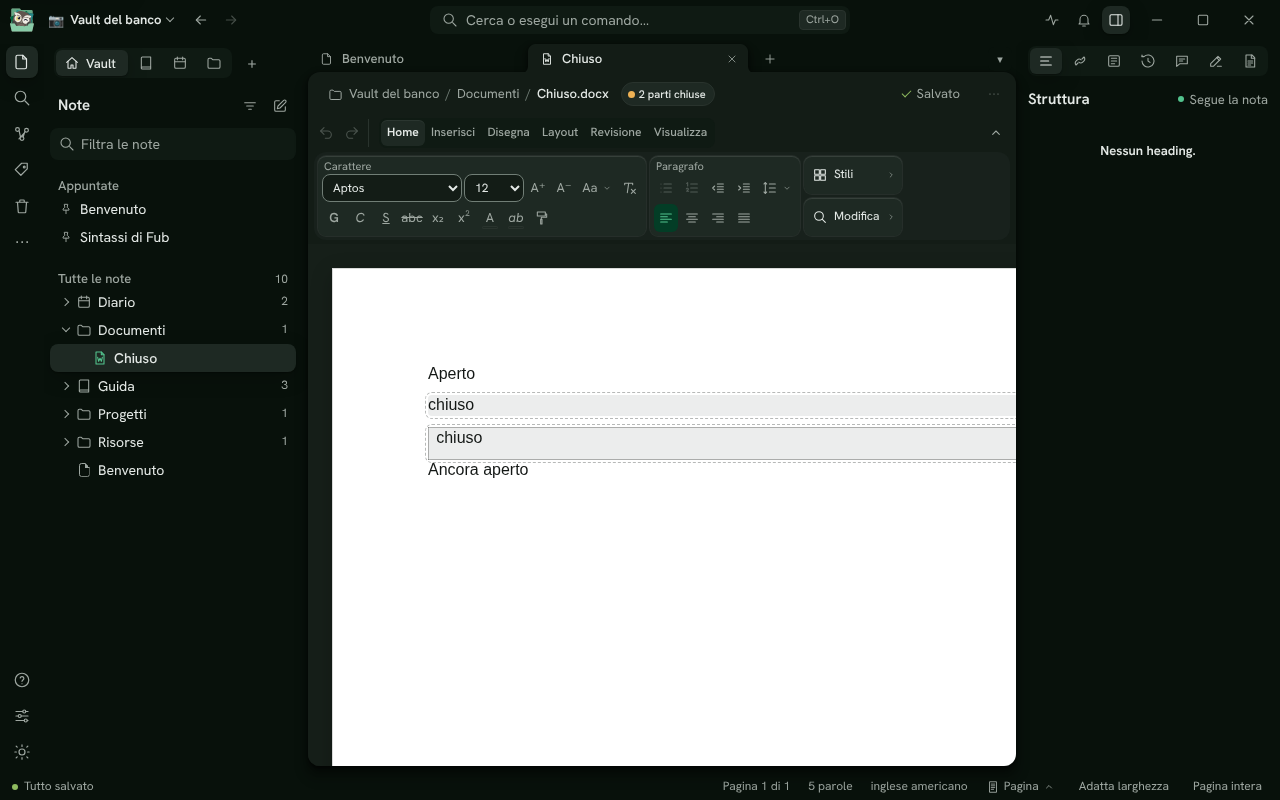 Vault del banco
Cerca o esegui un comando...
Ctrl+O
Vault
Benvenuto
Chiuso
Note
Vault del banco / Documenti / Chiuso.docx
2 parti chiuse
Salvato
Struttura
Segue la nota
Nessun heading.
Filtra le note
Home
Inserisci
Disegna
Layout
Revisione
Visualizza
Carattere
Paragrafo
Aptos
12
A⁺
A⁻
Aa
Tx
G
C
S
abc
x₂
x²
A
ab
Stili
Modifica
Appuntate
Benvenuto
Sintassi di Fub
Tutte le note 10
Diario 2
Documenti 1
Chiuso
Guida 3
Progetti 1
Risorse 1
Benvenuto
Aperto
chiuso
chiuso
Ancora aperto
Tutto salvato
Pagina 1 di 1
5 parole
inglese americano
Pagina
Adatta larghezza
Pagina intera